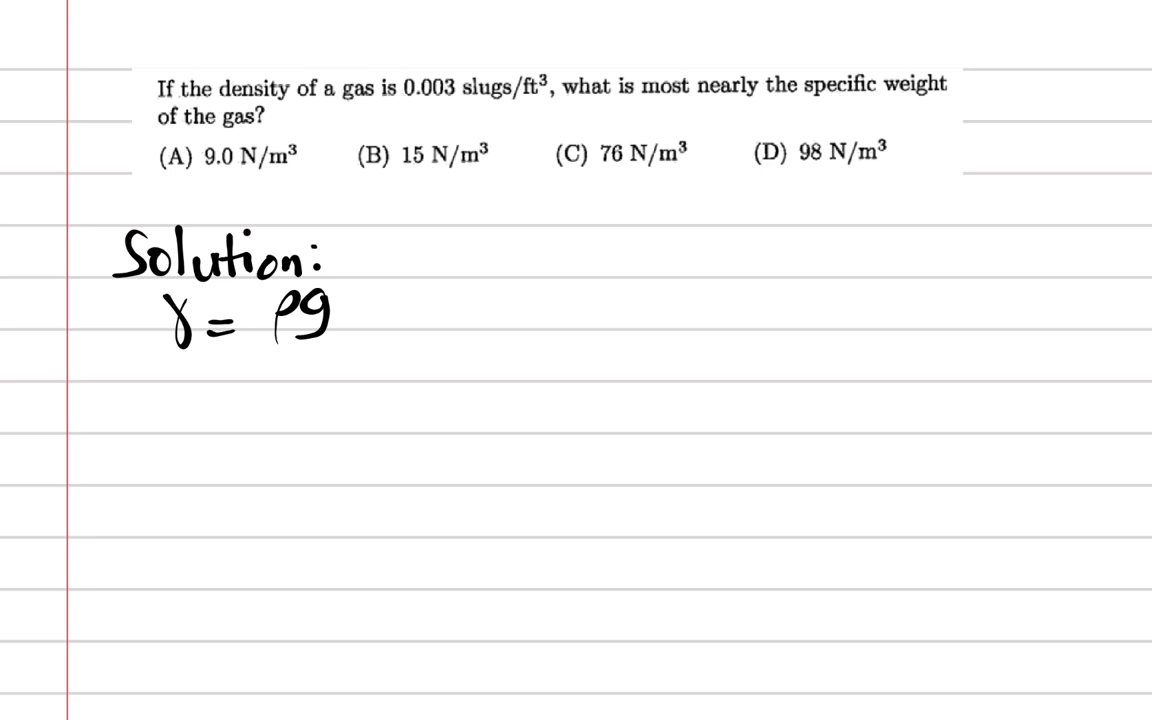 If the density of a gas is 0.003 slugs/ft³, what is most nearly the specific weight
of the gas?
(A) 9.0 N/m³ (B) 15 N/m³ (C) 76 N/m³ (D) 98 N/m³
Solution:
γ = ρg